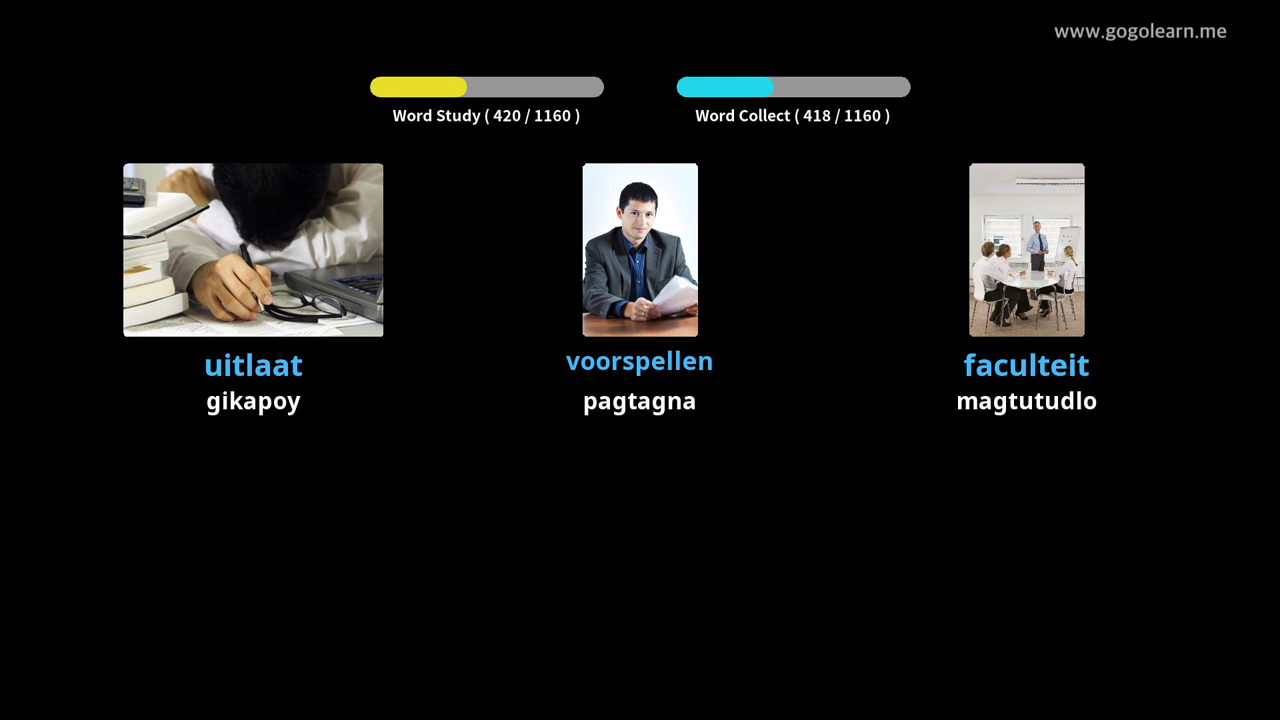 www.gogolearn.me
Word Study ( 420 / 1160 )
Word Collect ( 418 / 1160 )
uitlaat
voorspellen
faculteit
gikapoy
pagtagna
magtutudlo